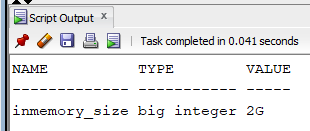 Script Output x
Task completed in 0.041 seconds
NAME TYPE VALUE
------------- ----------- -----
inmemory_size big integer 2G